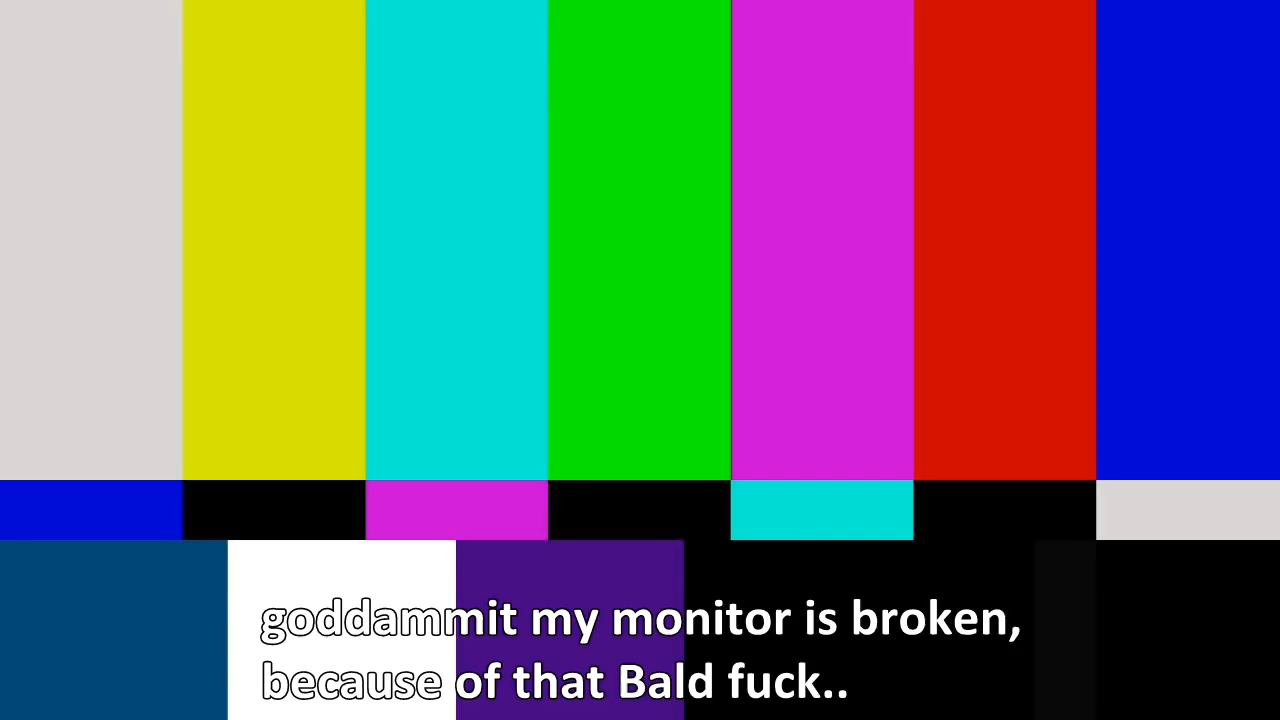 goddammit my monitor is broken,
because of that Bald fuck..